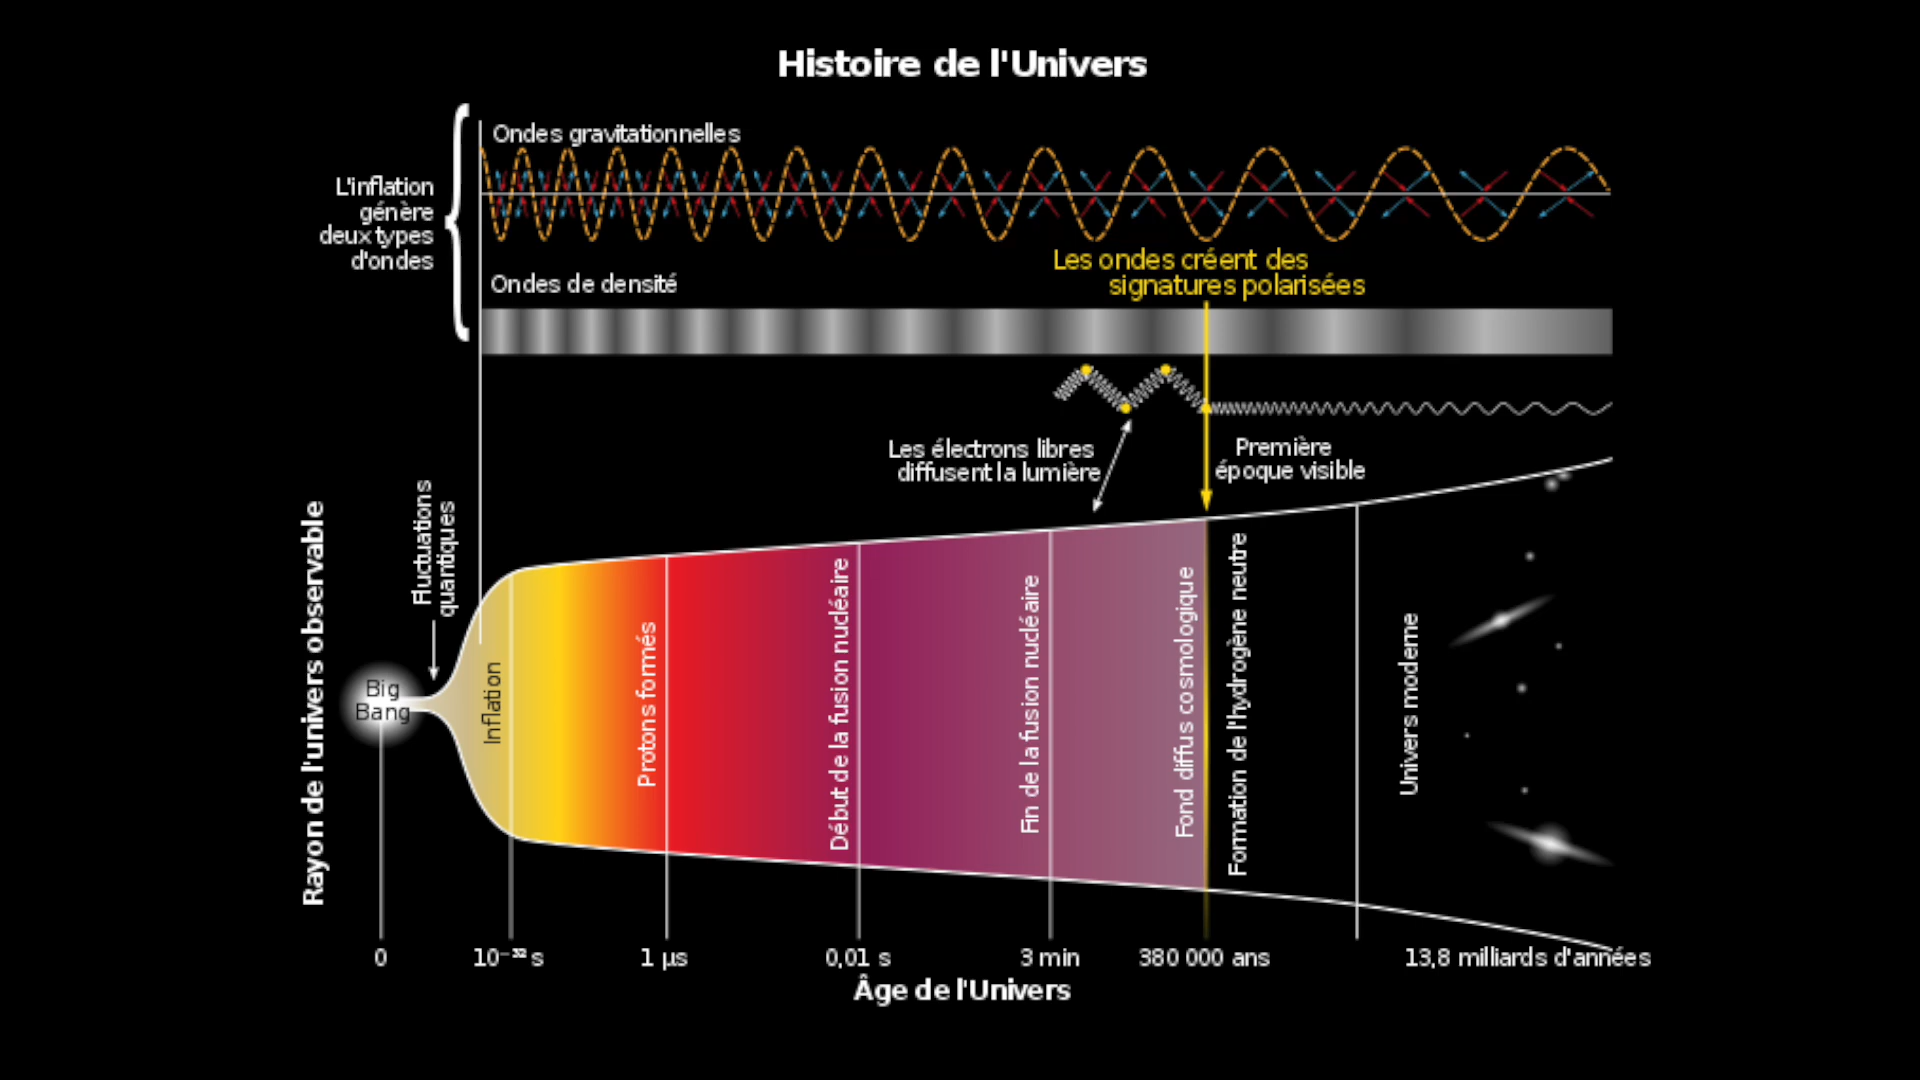 Histoire de l'Univers
Ondes gravitationnelles
L'inflation
génère
deux types
d'ondes
Les ondes créent des
signatures polarisées
Ondes de densité
Les électrons libres
diffusent la lumière
Première
époque visible
Fluctuations
quantiques
Rayon de l'univers observable
Big
Bang
Inflation
Protons formés
Début de la fusion nucléaire
Fin de la fusion nucléaire
Fond diffus cosmologique
Formation de l'hydrogène neutre
Univers moderne
0
10⁻³² s
1 µs
0,01 s
3 min
380 000 ans
13,8 milliards d'années
Âge de l'Univers